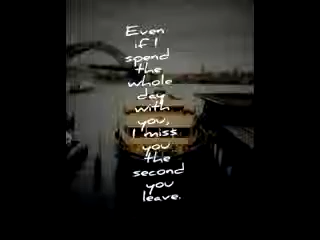 Even
if I
spend
the
whole
day
with
you,
I miss
you
the
second
you
leave.